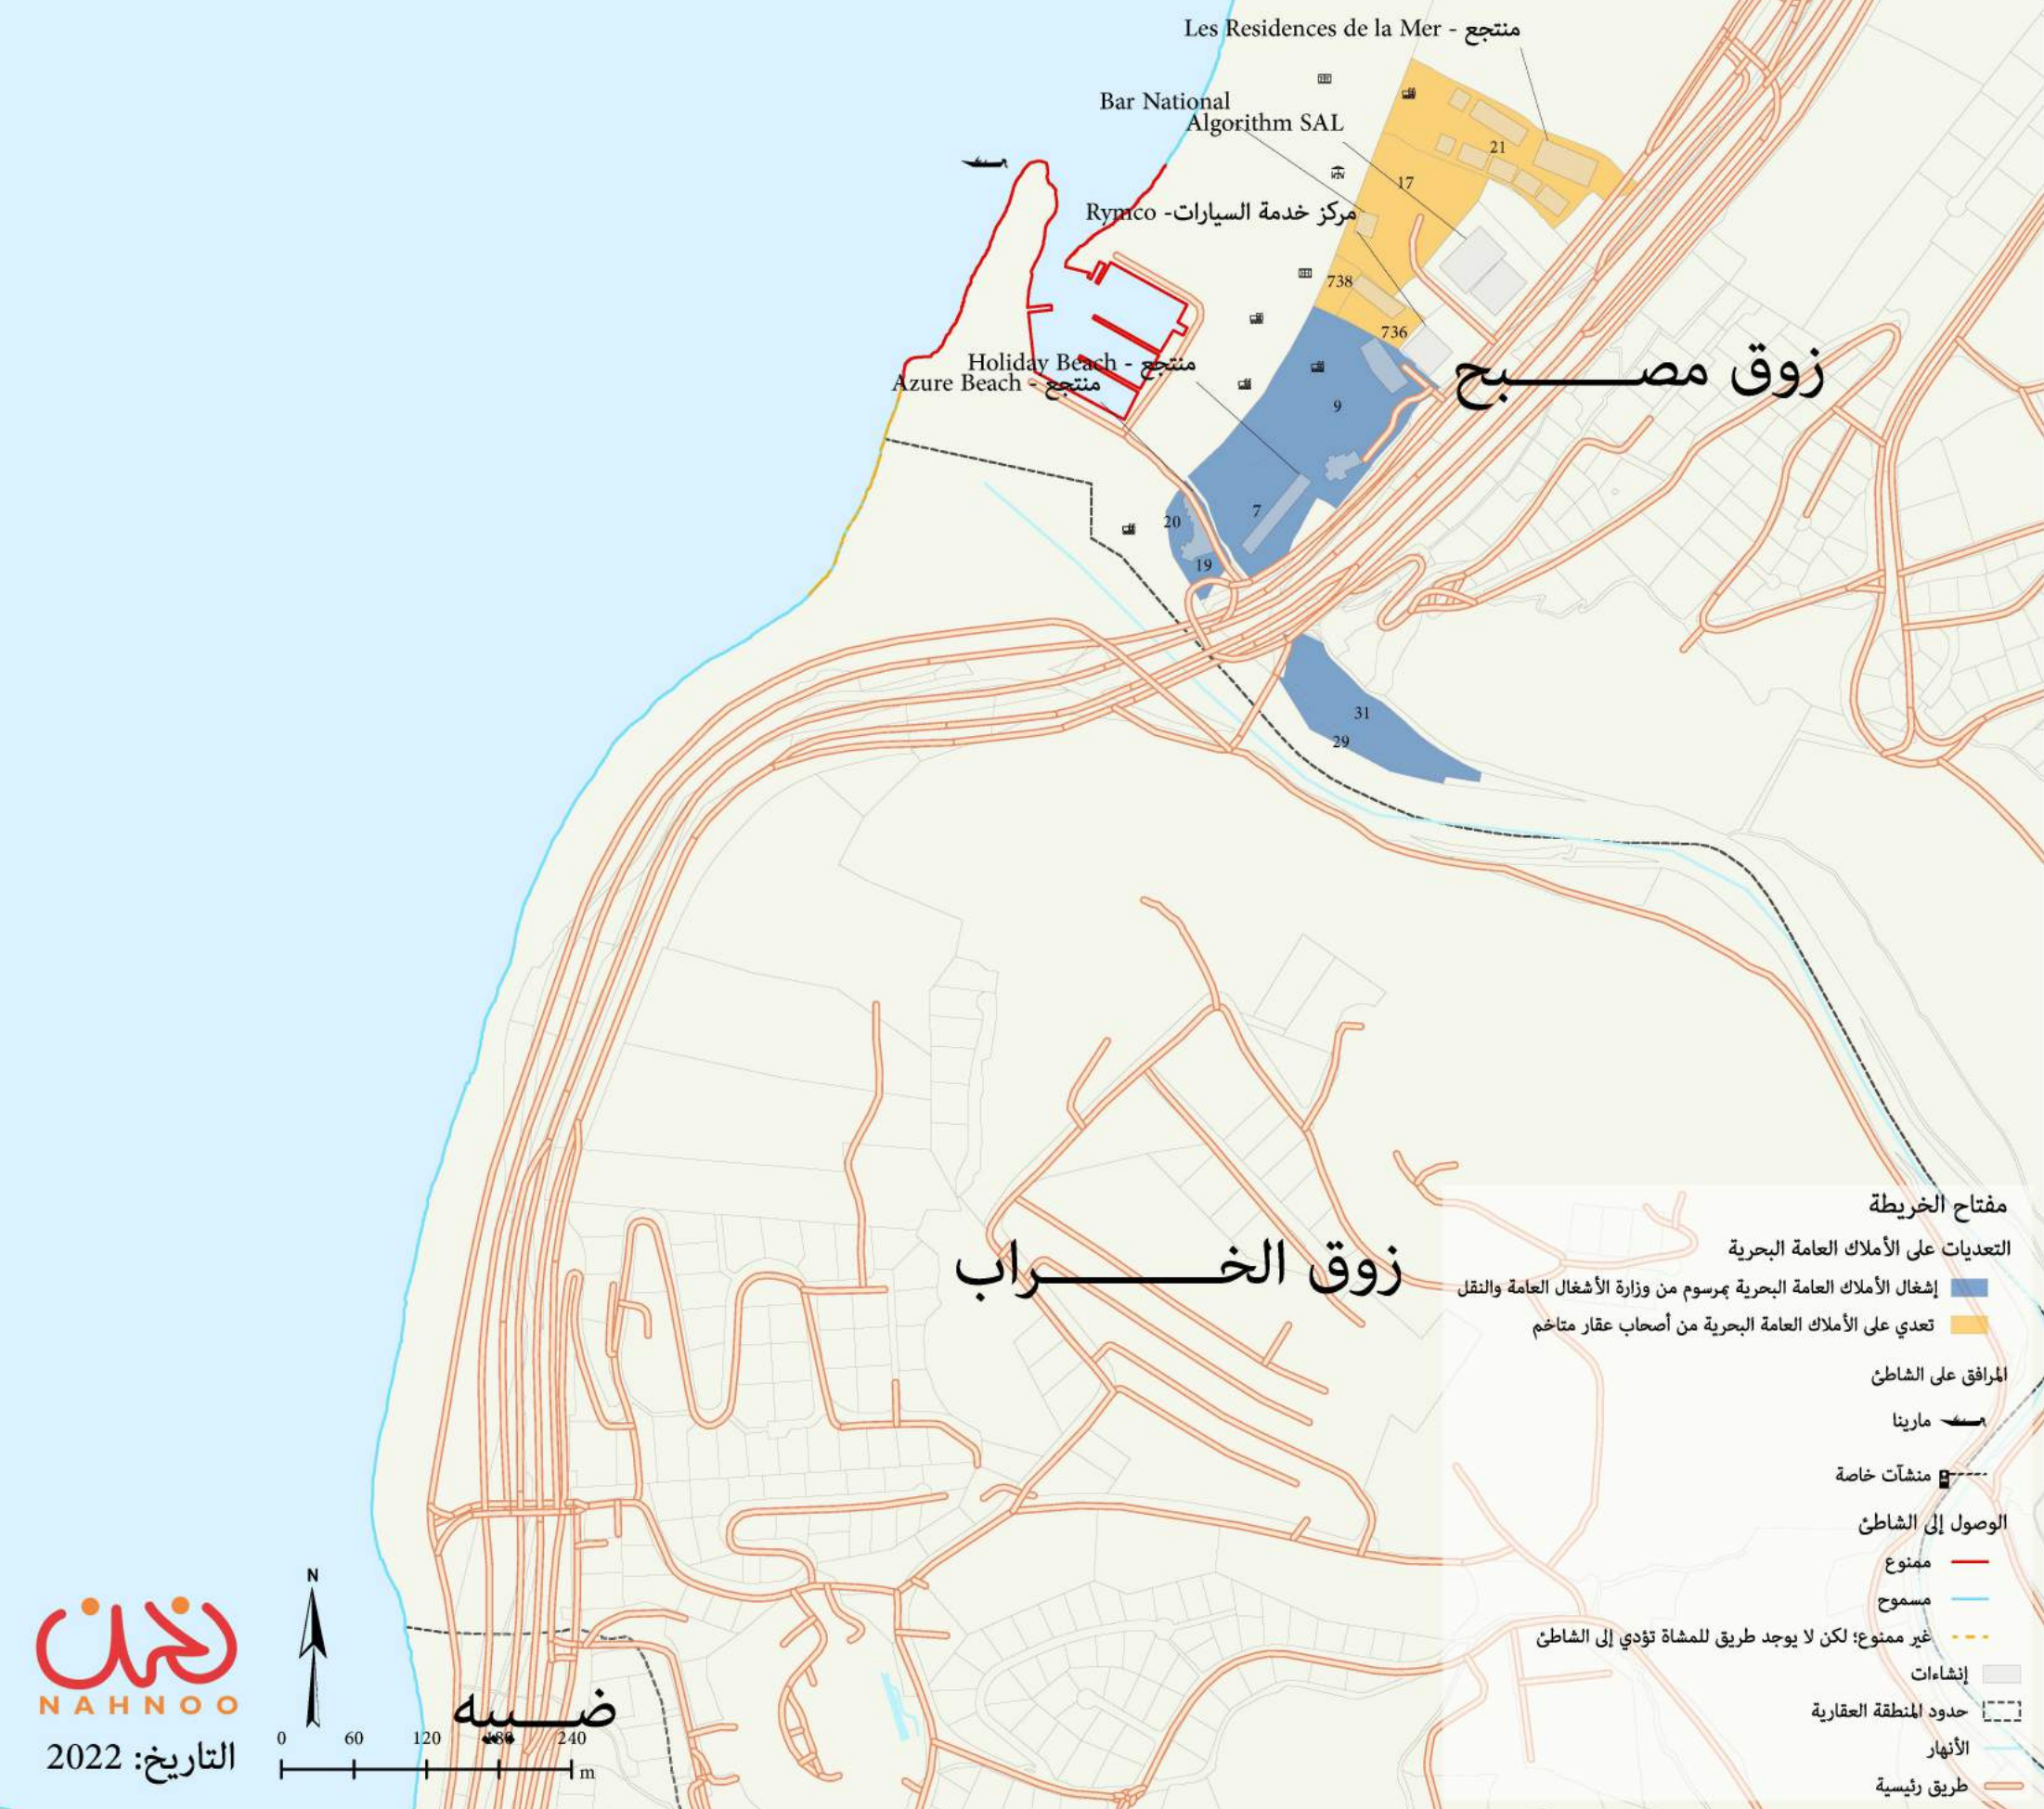 Les Residences de la Mer - منتجع
Bar National
Algorithm SAL
21
17
Rymco -مركز خدمة السيارات
738
736
Holiday Beach - منتجع
Azure Beach - منتجع
زوق مصـــــبح
9
7
20
19
31
29
زوق الخـــــراب
ضـــبيه
مفتاح الخريطة
التعديات على الأملاك العامة البحرية
إشغال الأملاك العامة البحرية بمرسوم من وزارة الأشغال العامة والنقل
تعدي على الأملاك العامة البحرية من أصحاب عقار متاخم
المرافق على الشاطئ
مارينا
منشآت خاصة
الوصول إلى الشاطئ
ممنوع
مسموح
غير ممنوع؛ لكن لا يوجد طريق للمشاة تؤدي إلى الشاطئ
إنشاءات
حدود المنطقة العقارية
الأنهار
طريق رئيسية
نحن
NAHNOO
التاريخ: 2022
N
0 60 120 180 240
m